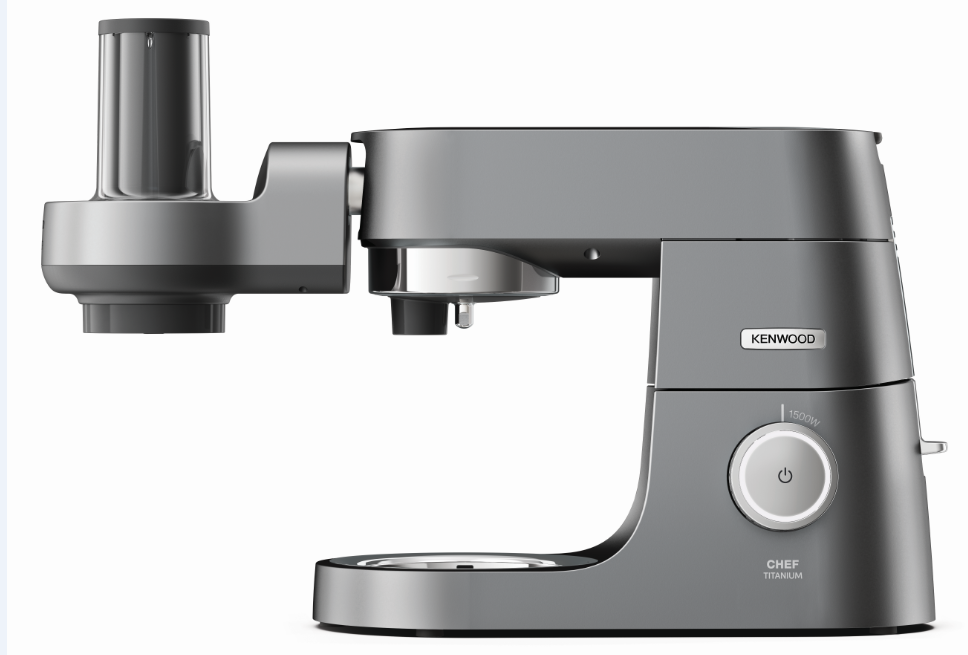 KENWOOD
1500W
CHEF
TITANIUM